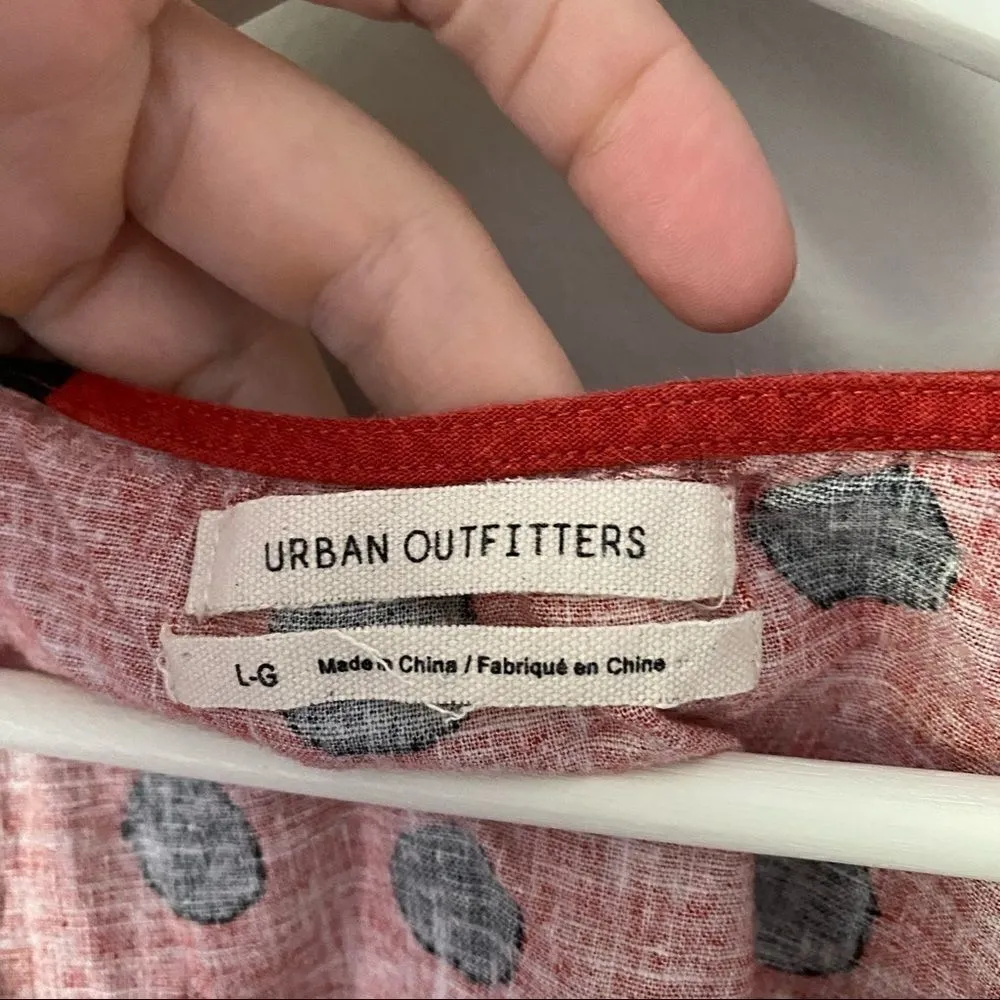 URBAN OUTFITTERS
L-G Made in China / Fabriqué en Chine